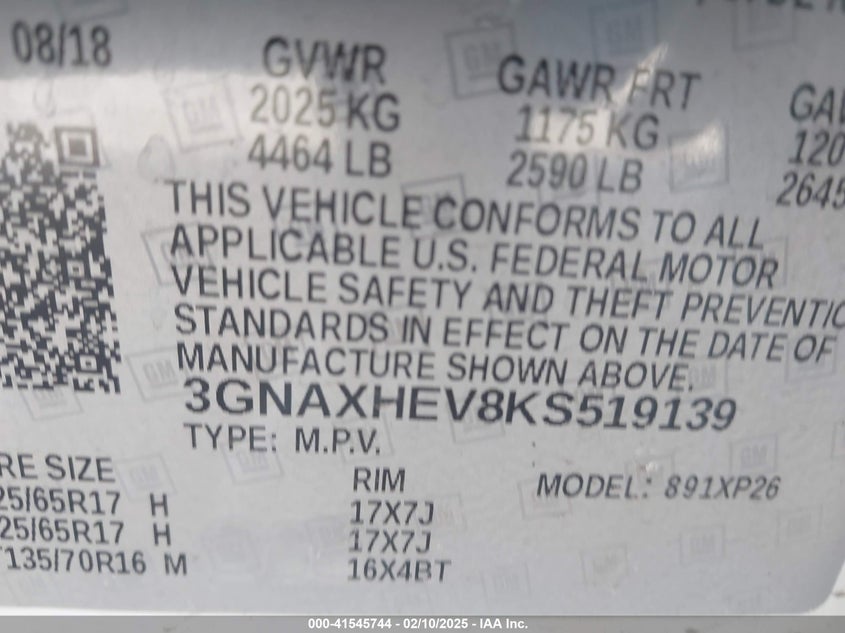 08/18
GVWR
2025 KG
4464 LB
GAWR FRT
1175 KG
2590 LB
THIS VEHICLE CONFORMS TO ALL
APPLICABLE U.S. FEDERAL MOTOR
VEHICLE SAFETY AND THEFT PREVENTIO
STANDARDS IN EFFECT ON THE DATE OF
MANUFACTURE SHOWN ABOVE.
3GNAXHEV8KS519139
TYPE: M.P.V.
RE SIZE
25/65R17 H
25/65R17 H
T135/70R16 M
RIM
17X7J
17X7J
16X4BT
MODEL: 891XP26
000-41545744 - 02/10/2025 - IAA Inc.